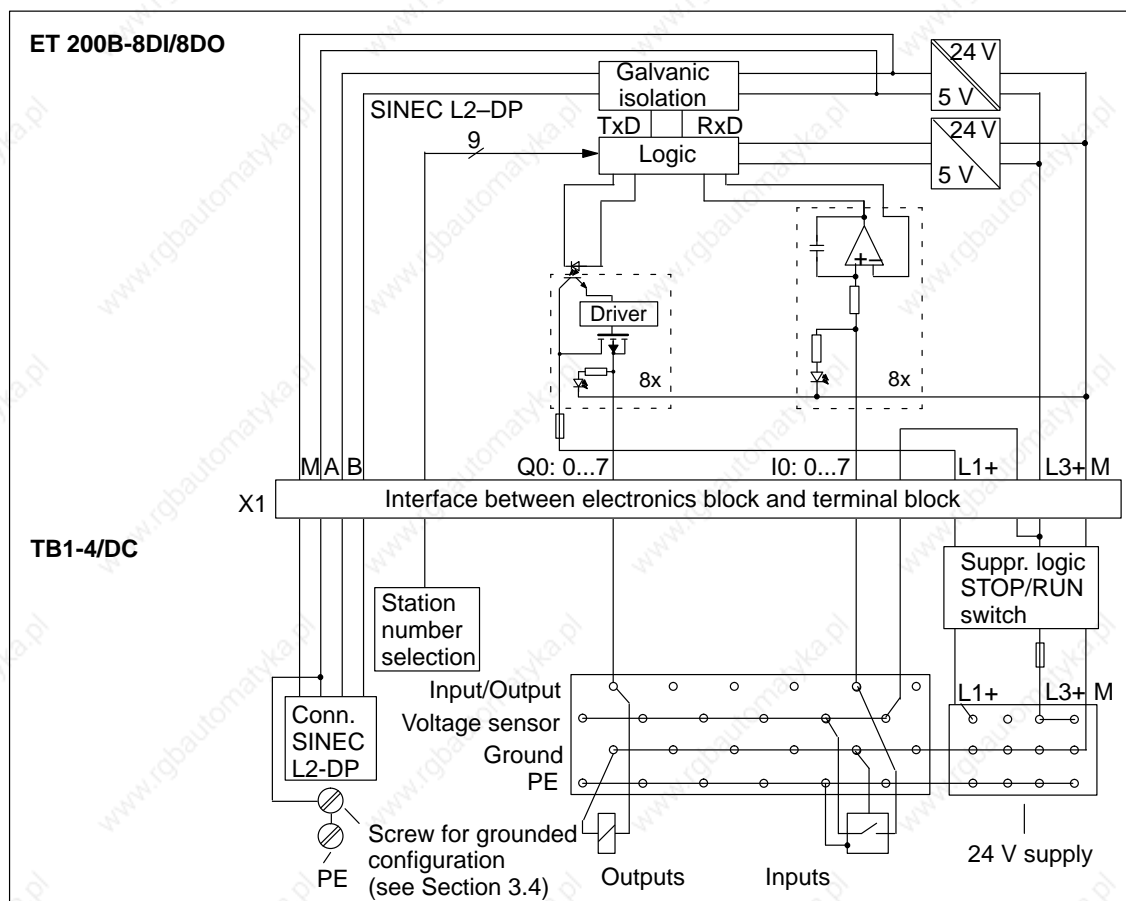 ET 200B-8DI/8DO
24 V
5 V
Galvanic
isolation
SINEC L2–DP
TxD RxD
9
Logic
24 V
5 V
Driver
8x
+ –
8x
M A B
Q0: 0...7
I0: 0...7
L1+
L3+ M
X1
Interface between electronics block and terminal block
TB1-4/DC
Suppr. logic
STOP/RUN
switch
Station
number
selection
Input/Output
Voltage sensor
Ground
PE
L1+
L3+ M
Conn.
SINEC
L2-DP
PE
Screw for grounded
configuration
(see Section 3.4)
Outputs
Inputs
24 V supply
www.rgbautomatyka.pl